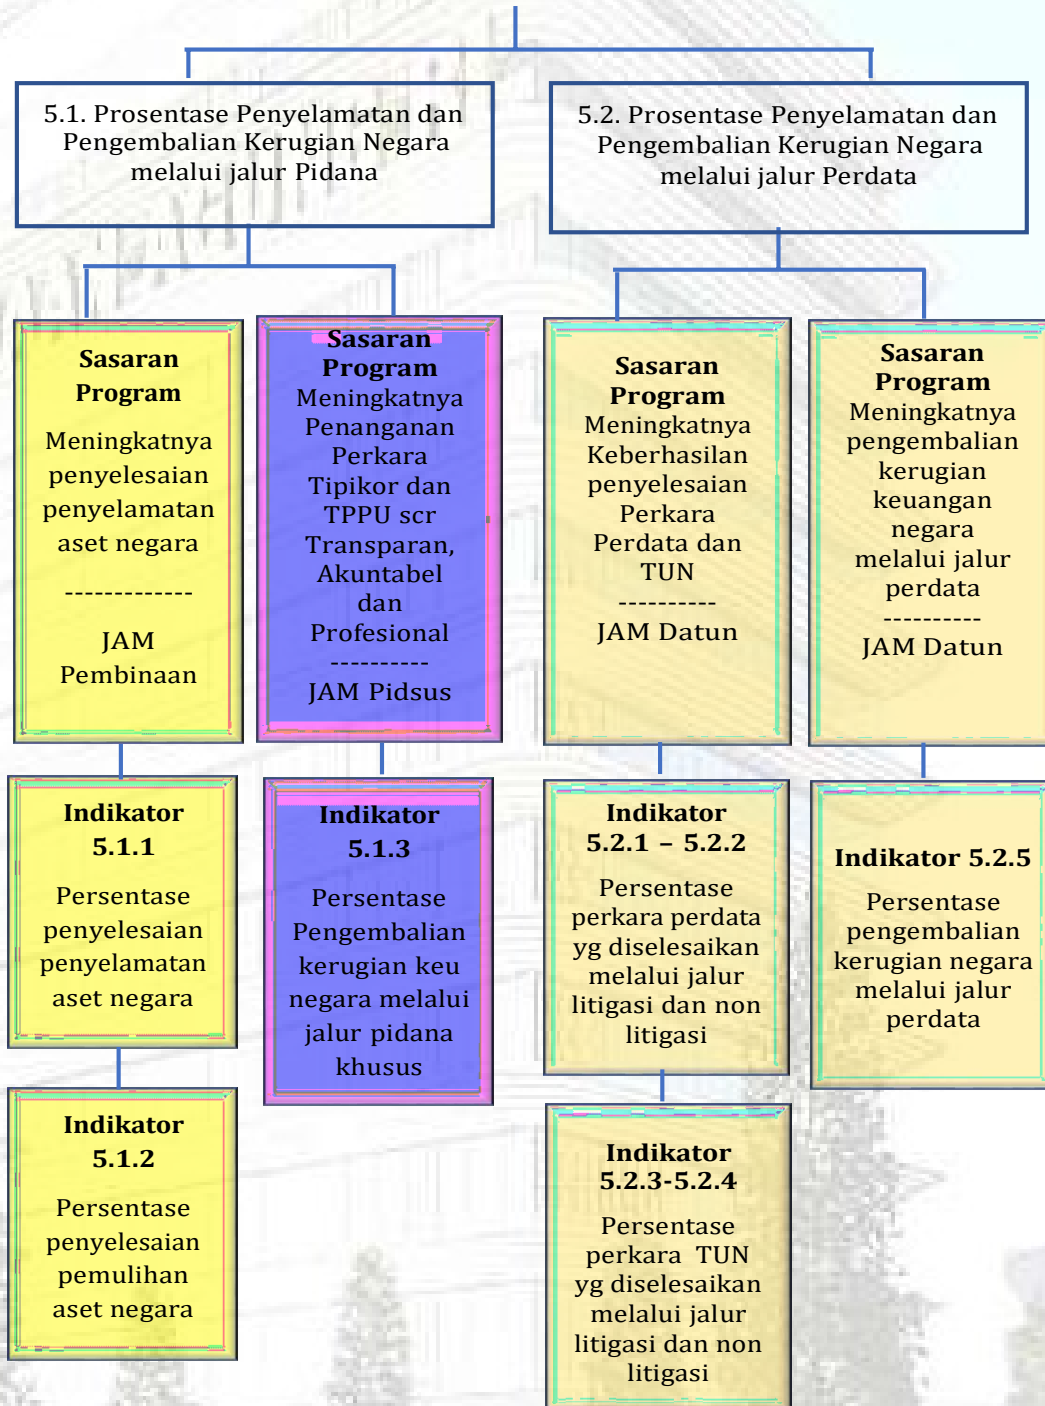 5.1. Prosentase Penyelamatan dan
Pengembalian Kerugian Negara
melalui jalur Pidana
5.2. Prosentase Penyelamatan dan
Pengembalian Kerugian Negara
melalui jalur Perdata
Sasaran
Program
Meningkatnya
penyelesaian
penyelamatan
aset negara
-------------
JAM
Pembinaan
Sasaran
Program
Meningkatnya
Penanganan
Perkara
Tipikor dan
TPPU scr
Transparan,
Akuntabel
dan
Profesional
----------
JAM Pidsus
Sasaran
Program
Meningkatnya
Keberhasilan
penyelesaian
Perkara
Perdata dan
TUN
----------
JAM Datun
Sasaran
Program
Meningkatnya
pengembalian
kerugian
keuangan
negara
melalui jalur
perdata
----------
JAM Datun
Indikator
5.1.1
Persentase
penyelesaian
penyelamatan
aset negara
Indikator
5.1.3
Persentase
Pengembalian
kerugian keu
negara melalui
jalur pidana
khusus
Indikator
5.2.1 – 5.2.2
Persentase
perkara perdata
yg diselesaikan
melalui jalur
litigasi dan non
litigasi
Indikator 5.2.5
Persentase
pengembalian
kerugian negara
melalui jalur
perdata
Indikator
5.1.2
Persentase
penyelesaian
pemulihan
aset negara
Indikator
5.2.3-5.2.4
Persentase
perkara TUN
yg diselesaikan
melalui jalur
litigasi dan non
litigasi